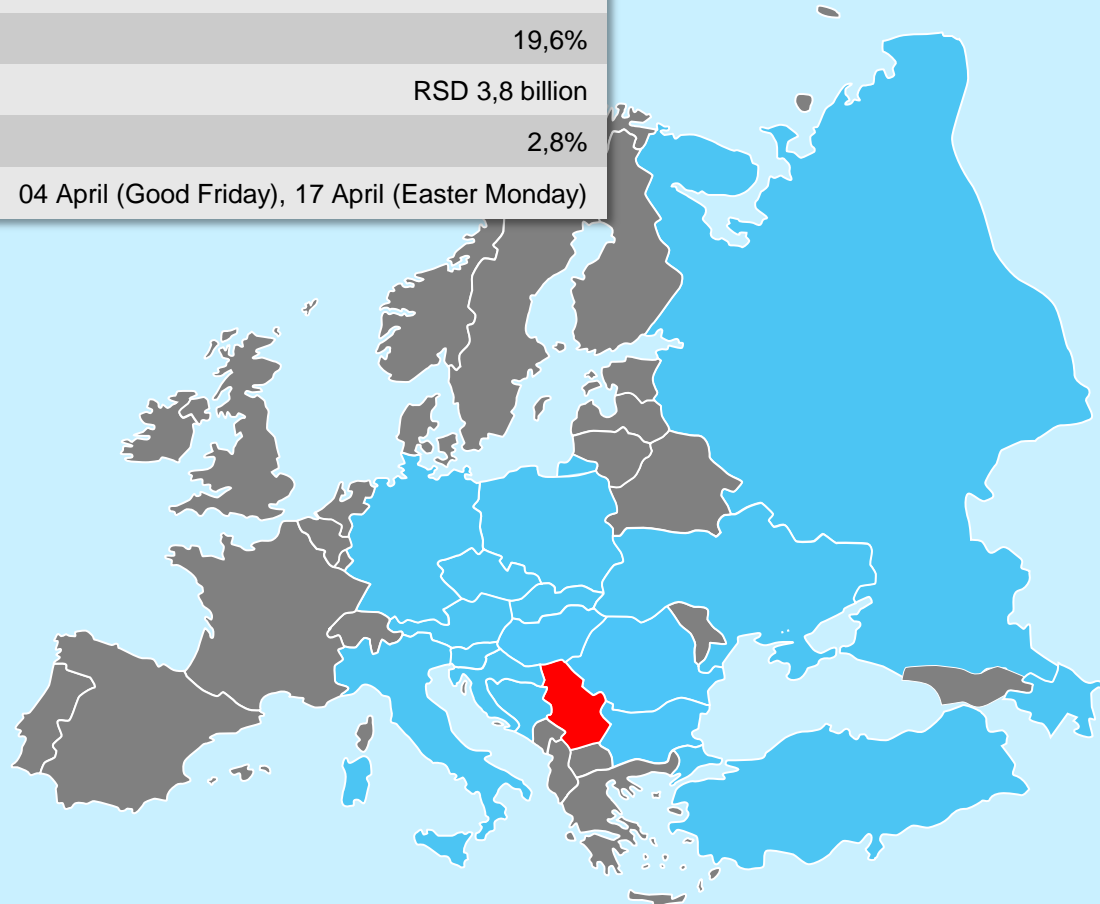 19,6%
RSD 3,8 billion
2,8%
04 April (Good Friday), 17 April (Easter Monday)